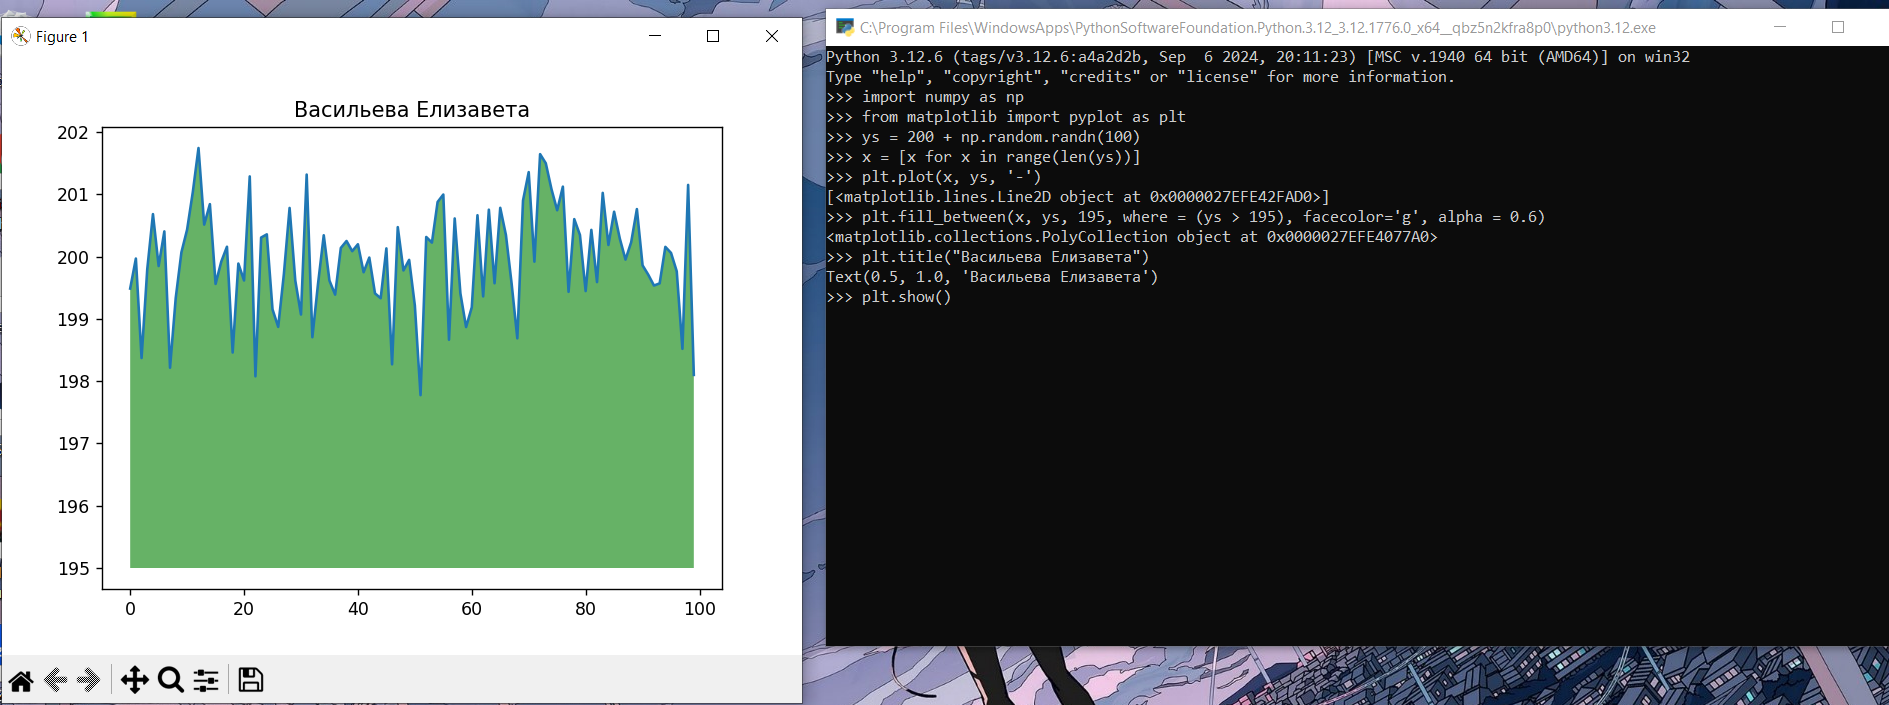 Figure 1
Васильева Елизавета
202
201
200
199
198
197
196
195
0 20 40 60 80 100
C:\Program Files\WindowsApps\PythonSoftwareFoundation.Python.3.12_3.12.1776.0_x64__qbz5n2kfra8p0\python3.12.exe
Python 3.12.6 (tags/v3.12.6:a4a2d2b, Sep  6 2024, 20:11:23) [MSC v.1940 64 bit (AMD64)] on win32
Type "help", "copyright", "credits" or "license" for more information.
>>> import numpy as np
>>> from matplotlib import pyplot as plt
>>> ys = 200 + np.random.randn(100)
>>> x = [x for x in range(len(ys))]
>>> plt.plot(x, ys, '-')
[<matplotlib.lines.Line2D object at 0x0000027EFE42FAD0>]
>>> plt.fill_between(x, ys, 195, where = (ys > 195), facecolor='g', alpha = 0.6)
<matplotlib.collections.PolyCollection object at 0x0000027EFE4077A0>
>>> plt.title("Васильева Елизавета")
Text(0.5, 1.0, 'Васильева Елизавета')
>>> plt.show()